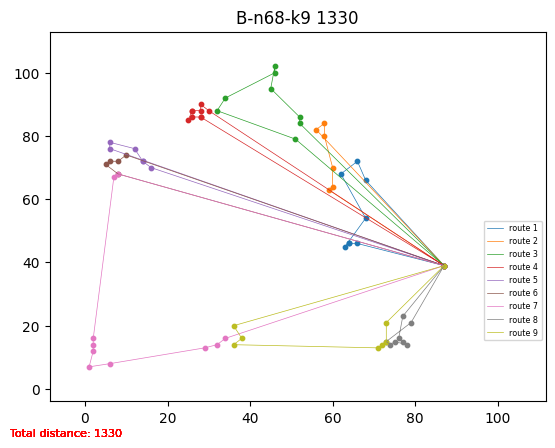 B-n68-k9 1330
100
80
60
40
20
0
0 20 40 60 80 100
route 1
route 2
route 3
route 4
route 5
route 6
route 7
route 8
route 9
Total distance: 1330